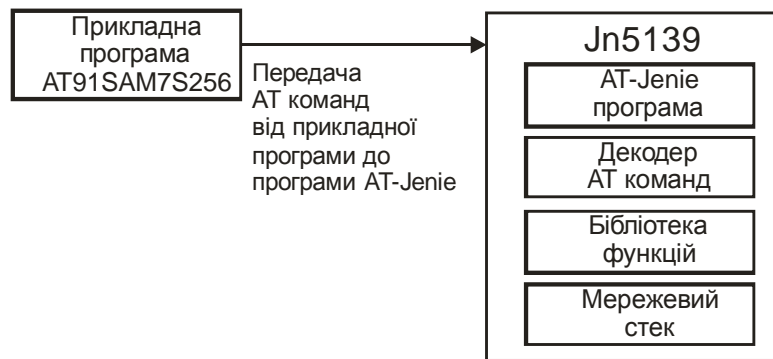 Прикладна
програма
AT91SAM7S256
Передача
АТ команд
від прикладної
програми до
програми AT-Jenie
Jn5139
AT-Jenie
програма
Декодер
АТ команд
Бібліотека
функцій
Мережевий
стек